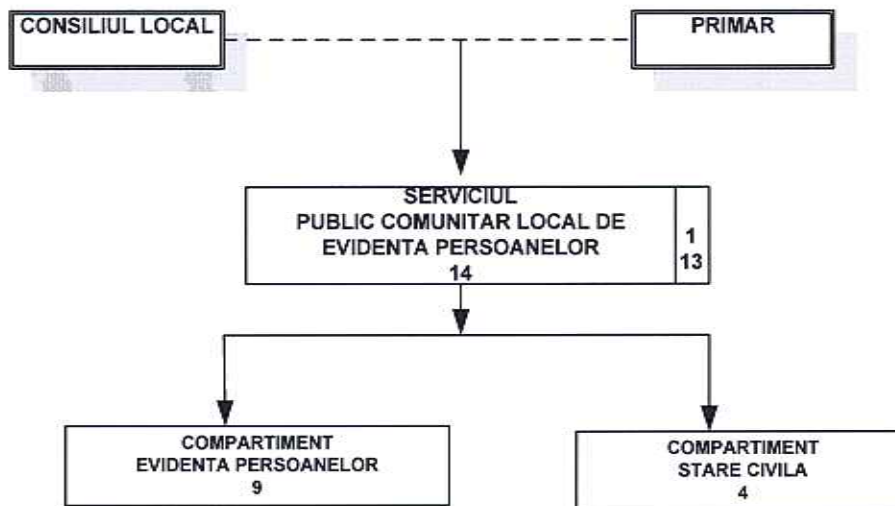 CONSILIUL LOCAL
PRIMAR
SERVICIUL
PUBLIC COMUNITAR LOCAL DE
EVIDENTA PERSOANELOR
14
1
13
COMPARTIMENT
EVIDENTA PERSOANELOR
9
COMPARTIMENT
STARE CIVILA
4